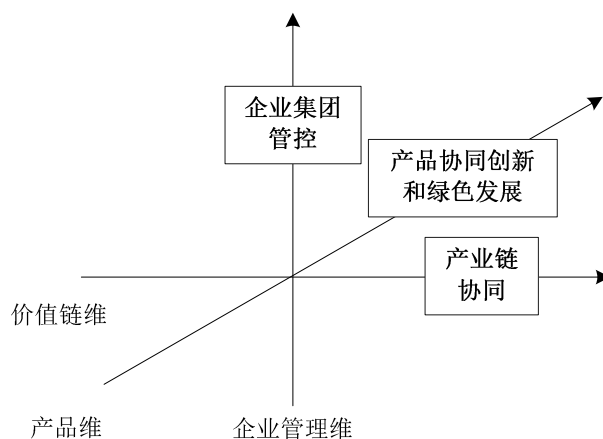 企业集团
管控
产品协同创新
和绿色发展
产业链
协同
价值链维
产品维
企业管理维